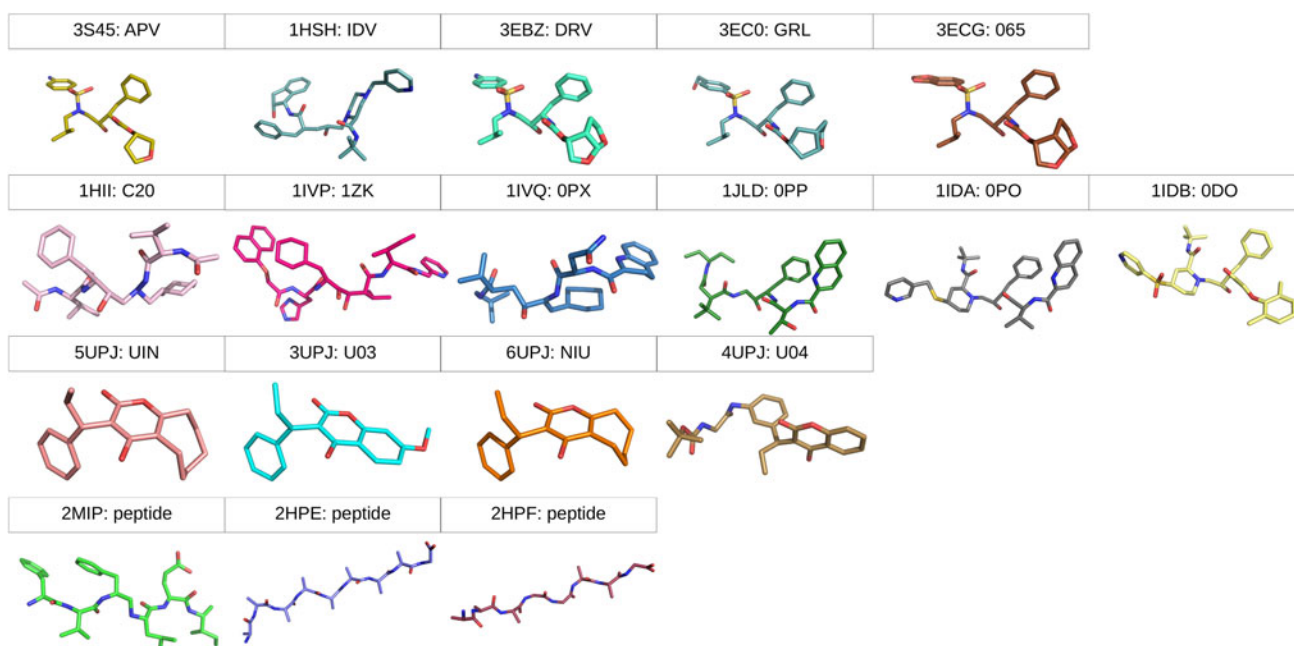 3S45: APV 1HSH: IDV 3EBZ: DRV 3EC0: GRL 3ECG: 065
1HII: C20 1IVP: 1ZK 1IVQ: 0PX 1JLD: 0PP 1IDA: 0PO 1IDB: 0DO
5UPJ: UIN 3UPJ: U03 6UPJ: NIU 4UPJ: U04
2MIP: peptide 2HPE: peptide 2HPF: peptide